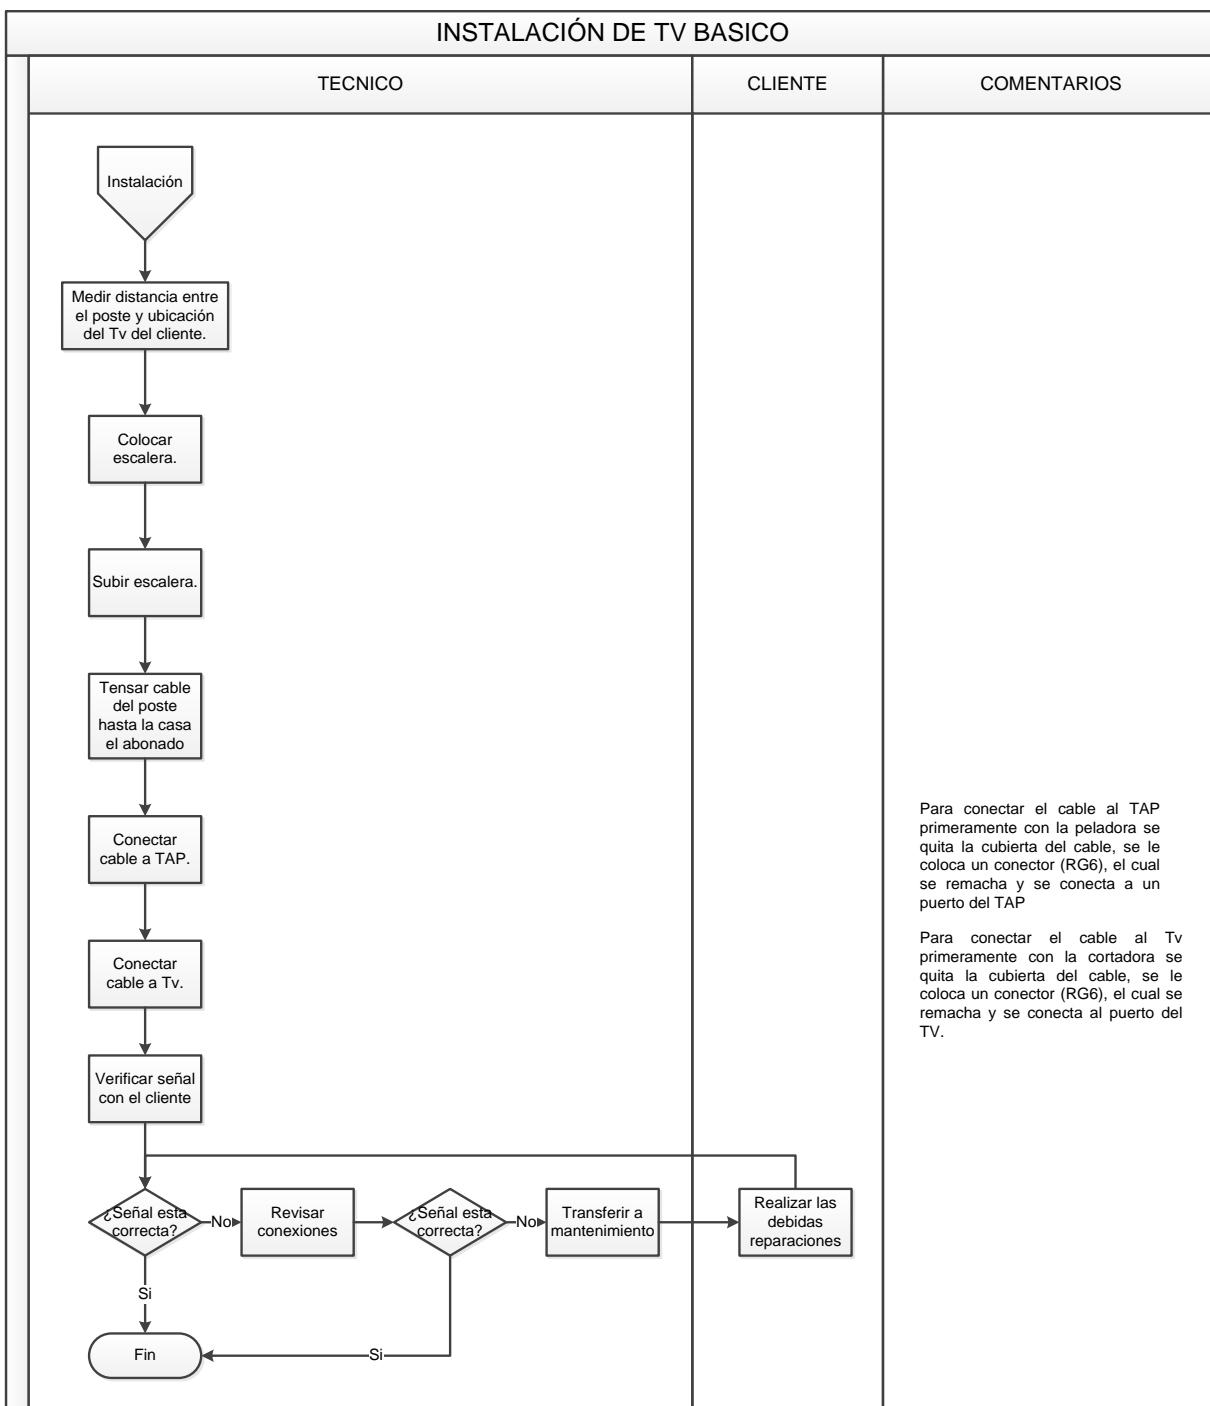 INSTALACIÓN DE TV BASICO
TECNICO
CLIENTE
COMENTARIOS
Instalación
Medir distancia entre
el poste y ubicación
del Tv del cliente.
Colocar
escalera.
Subir escalera.
Tensar cable
del poste
hasta la casa
el abonado
Conectar
cable a TAP.
Para conectar el cable al TAP
primeramente con la peladora se
quita la cubierta del cable, se le
coloca un conector (RG6), el cual
se remacha y se conecta a un
puerto del TAP
Conectar
cable a Tv.
Para conectar el cable al Tv
primeramente con la cortadora se
quita la cubierta del cable, se le
coloca un conector (RG6), el cual se
remacha y se conecta al puerto del
TV.
Verificar señal
con el cliente
¿Señal esta
correcta?
No
Revisar
conexiones
¿Señal esta
correcta?
No
Transferir a
mantenimiento
Realizar las
debidas
reparaciones
Si
Fin
Si